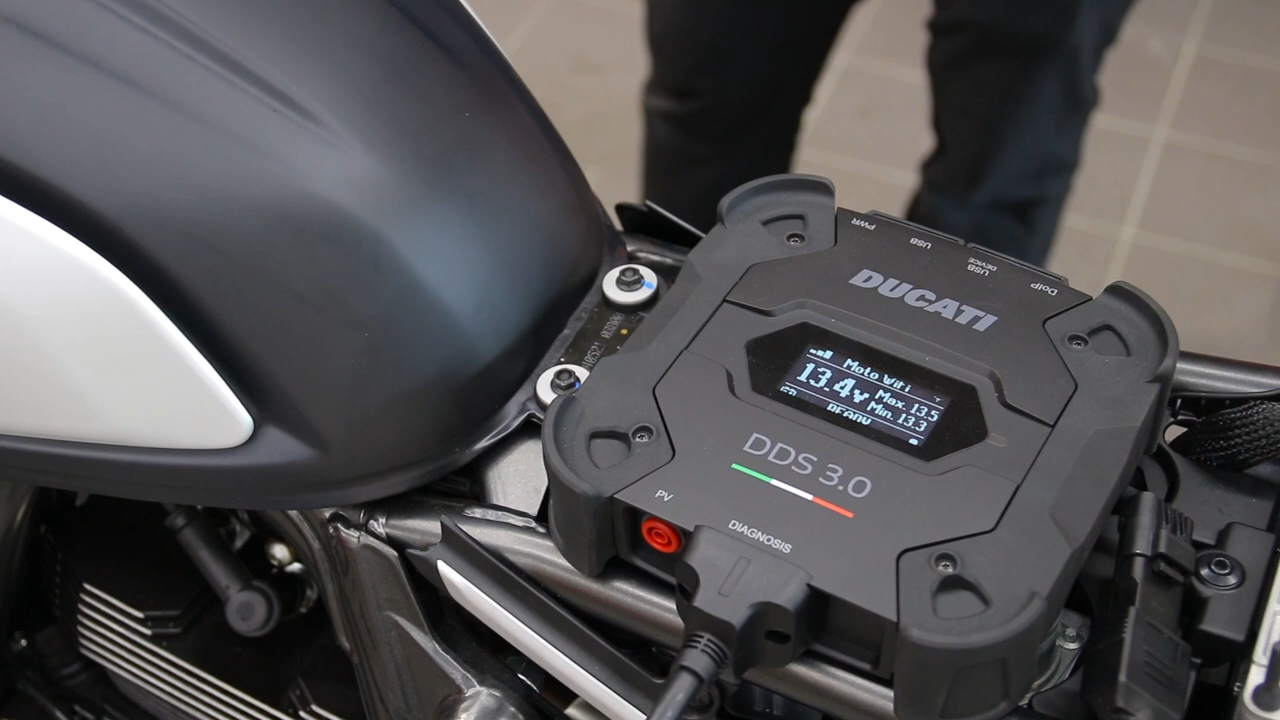 PWR
USB
USB
DEVICE
DoIP
DUCATI
Moto WiFi
13.4v
Max. 13.5
Min. 13.3
READY
DDS 3.0
PV
DIAGNOSIS